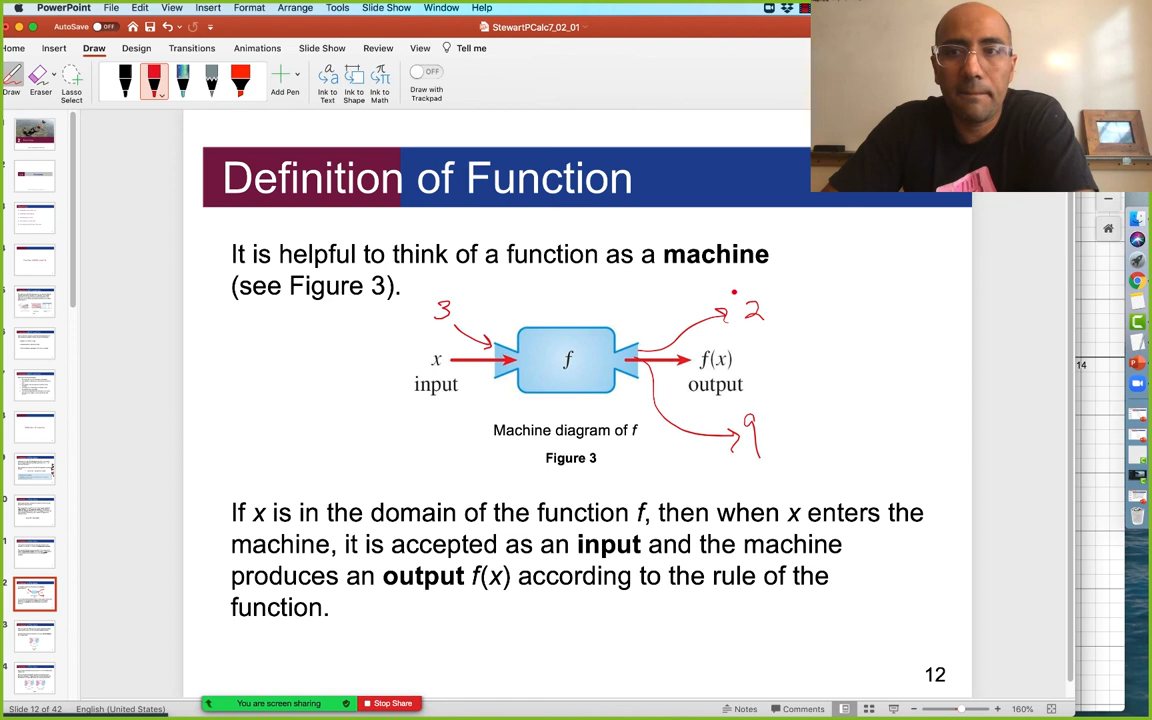 PowerPoint File Edit View Insert Format Arrange Tools Slide Show Window Help
AutoSave OFF
StewartPCalc7_02_01
Home Insert Draw Design Transitions Animations Slide Show Review View Tell me
OFF
Draw Eraser Lasso Select Add Pen Ink to Text Ink to Shape Ink to Math Draw with Trackpad
Definition of Function
It is helpful to think of a function as a machine
(see Figure 3).
3
2
x
f
f(x)
input
output
9
Machine diagram of f
Figure 3
If x is in the domain of the function f, then when x enters the
machine, it is accepted as an input and the machine
produces an output f(x) according to the rule of the
function.
12
14
You are screen sharing
Stop Share
Slide 12 of 42 English (United States)
Notes Comments 160%